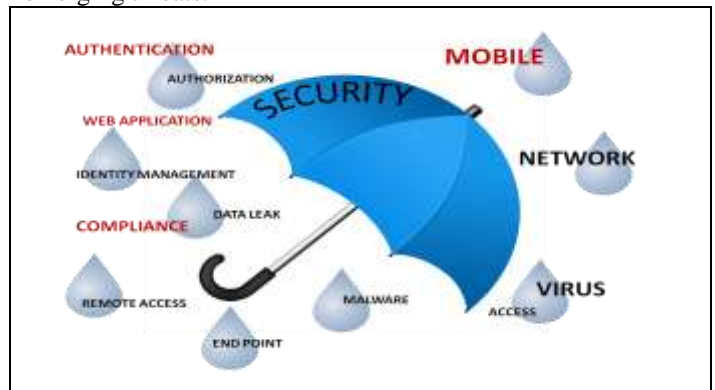 AUTHENTICATION
MOBILE
AUTHORIZATION
SECURITY
WEB APPLICATION
NETWORK
IDENTITY MANAGEMENT
DATA LEAK
COMPLIANCE
VIRUS
REMOTE ACCESS
MALWARE
ACCESS
END POINT